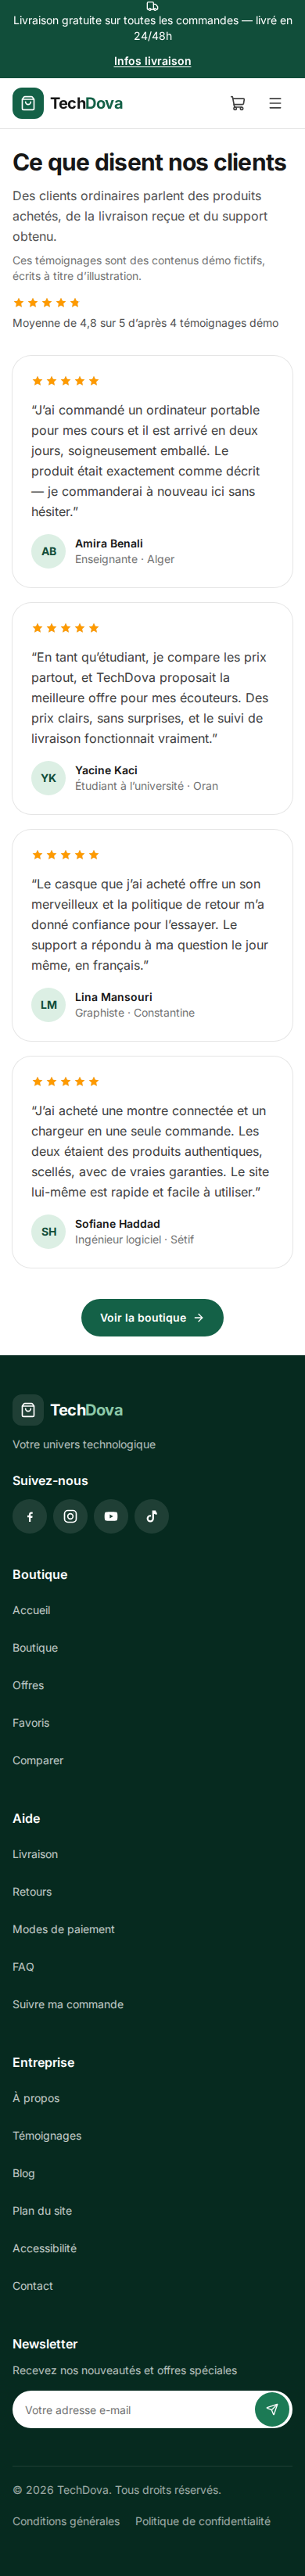 Livraison gratuite sur toutes les commandes — livré en
24/48h
Infos livraison
TechDova
Ce que disent nos clients
Des clients ordinaires parlent des produits
achetés, de la livraison reçue et du support
obtenu.
Ces témoignages sont des contenus démo fictifs,
écrits à titre d’illustration.
Moyenne de 4,8 sur 5 d’après 4 témoignages démo
“J’ai commandé un ordinateur portable
pour mes cours et il est arrivé en deux
jours, soigneusement emballé. Le
produit était exactement comme décrit
— je commanderai à nouveau ici sans
hésiter.”
AB
Amira Benali
Enseignante · Alger
“En tant qu’étudiant, je compare les prix
partout, et TechDova proposait la
meilleure offre pour mes écouteurs. Des
prix clairs, sans surprises, et le suivi de
livraison fonctionnait vraiment.”
YK
Yacine Kaci
Étudiant à l’université · Oran
“Le casque que j’ai acheté offre un son
merveilleux et la politique de retour m’a
donné confiance pour l’essayer. Le
support a répondu à ma question le jour
même, en français.”
LM
Lina Mansouri
Graphiste · Constantine
“J’ai acheté une montre connectée et un
chargeur en une seule commande. Les
deux étaient des produits authentiques,
scellés, avec de vraies garanties. Le site
lui-même est rapide et facile à utiliser.”
SH
Sofiane Haddad
Ingénieur logiciel · Sétif
Voir la boutique
TechDova
Votre univers technologique
Suivez-nous
Boutique
Accueil
Boutique
Offres
Favoris
Comparer
Aide
Livraison
Retours
Modes de paiement
FAQ
Suivre ma commande
Entreprise
À propos
Témoignages
Blog
Plan du site
Accessibilité
Contact
Newsletter
Recevez nos nouveautés et offres spéciales
Votre adresse e-mail
© 2026 TechDova. Tous droits réservés.
Conditions générales
Politique de confidentialité